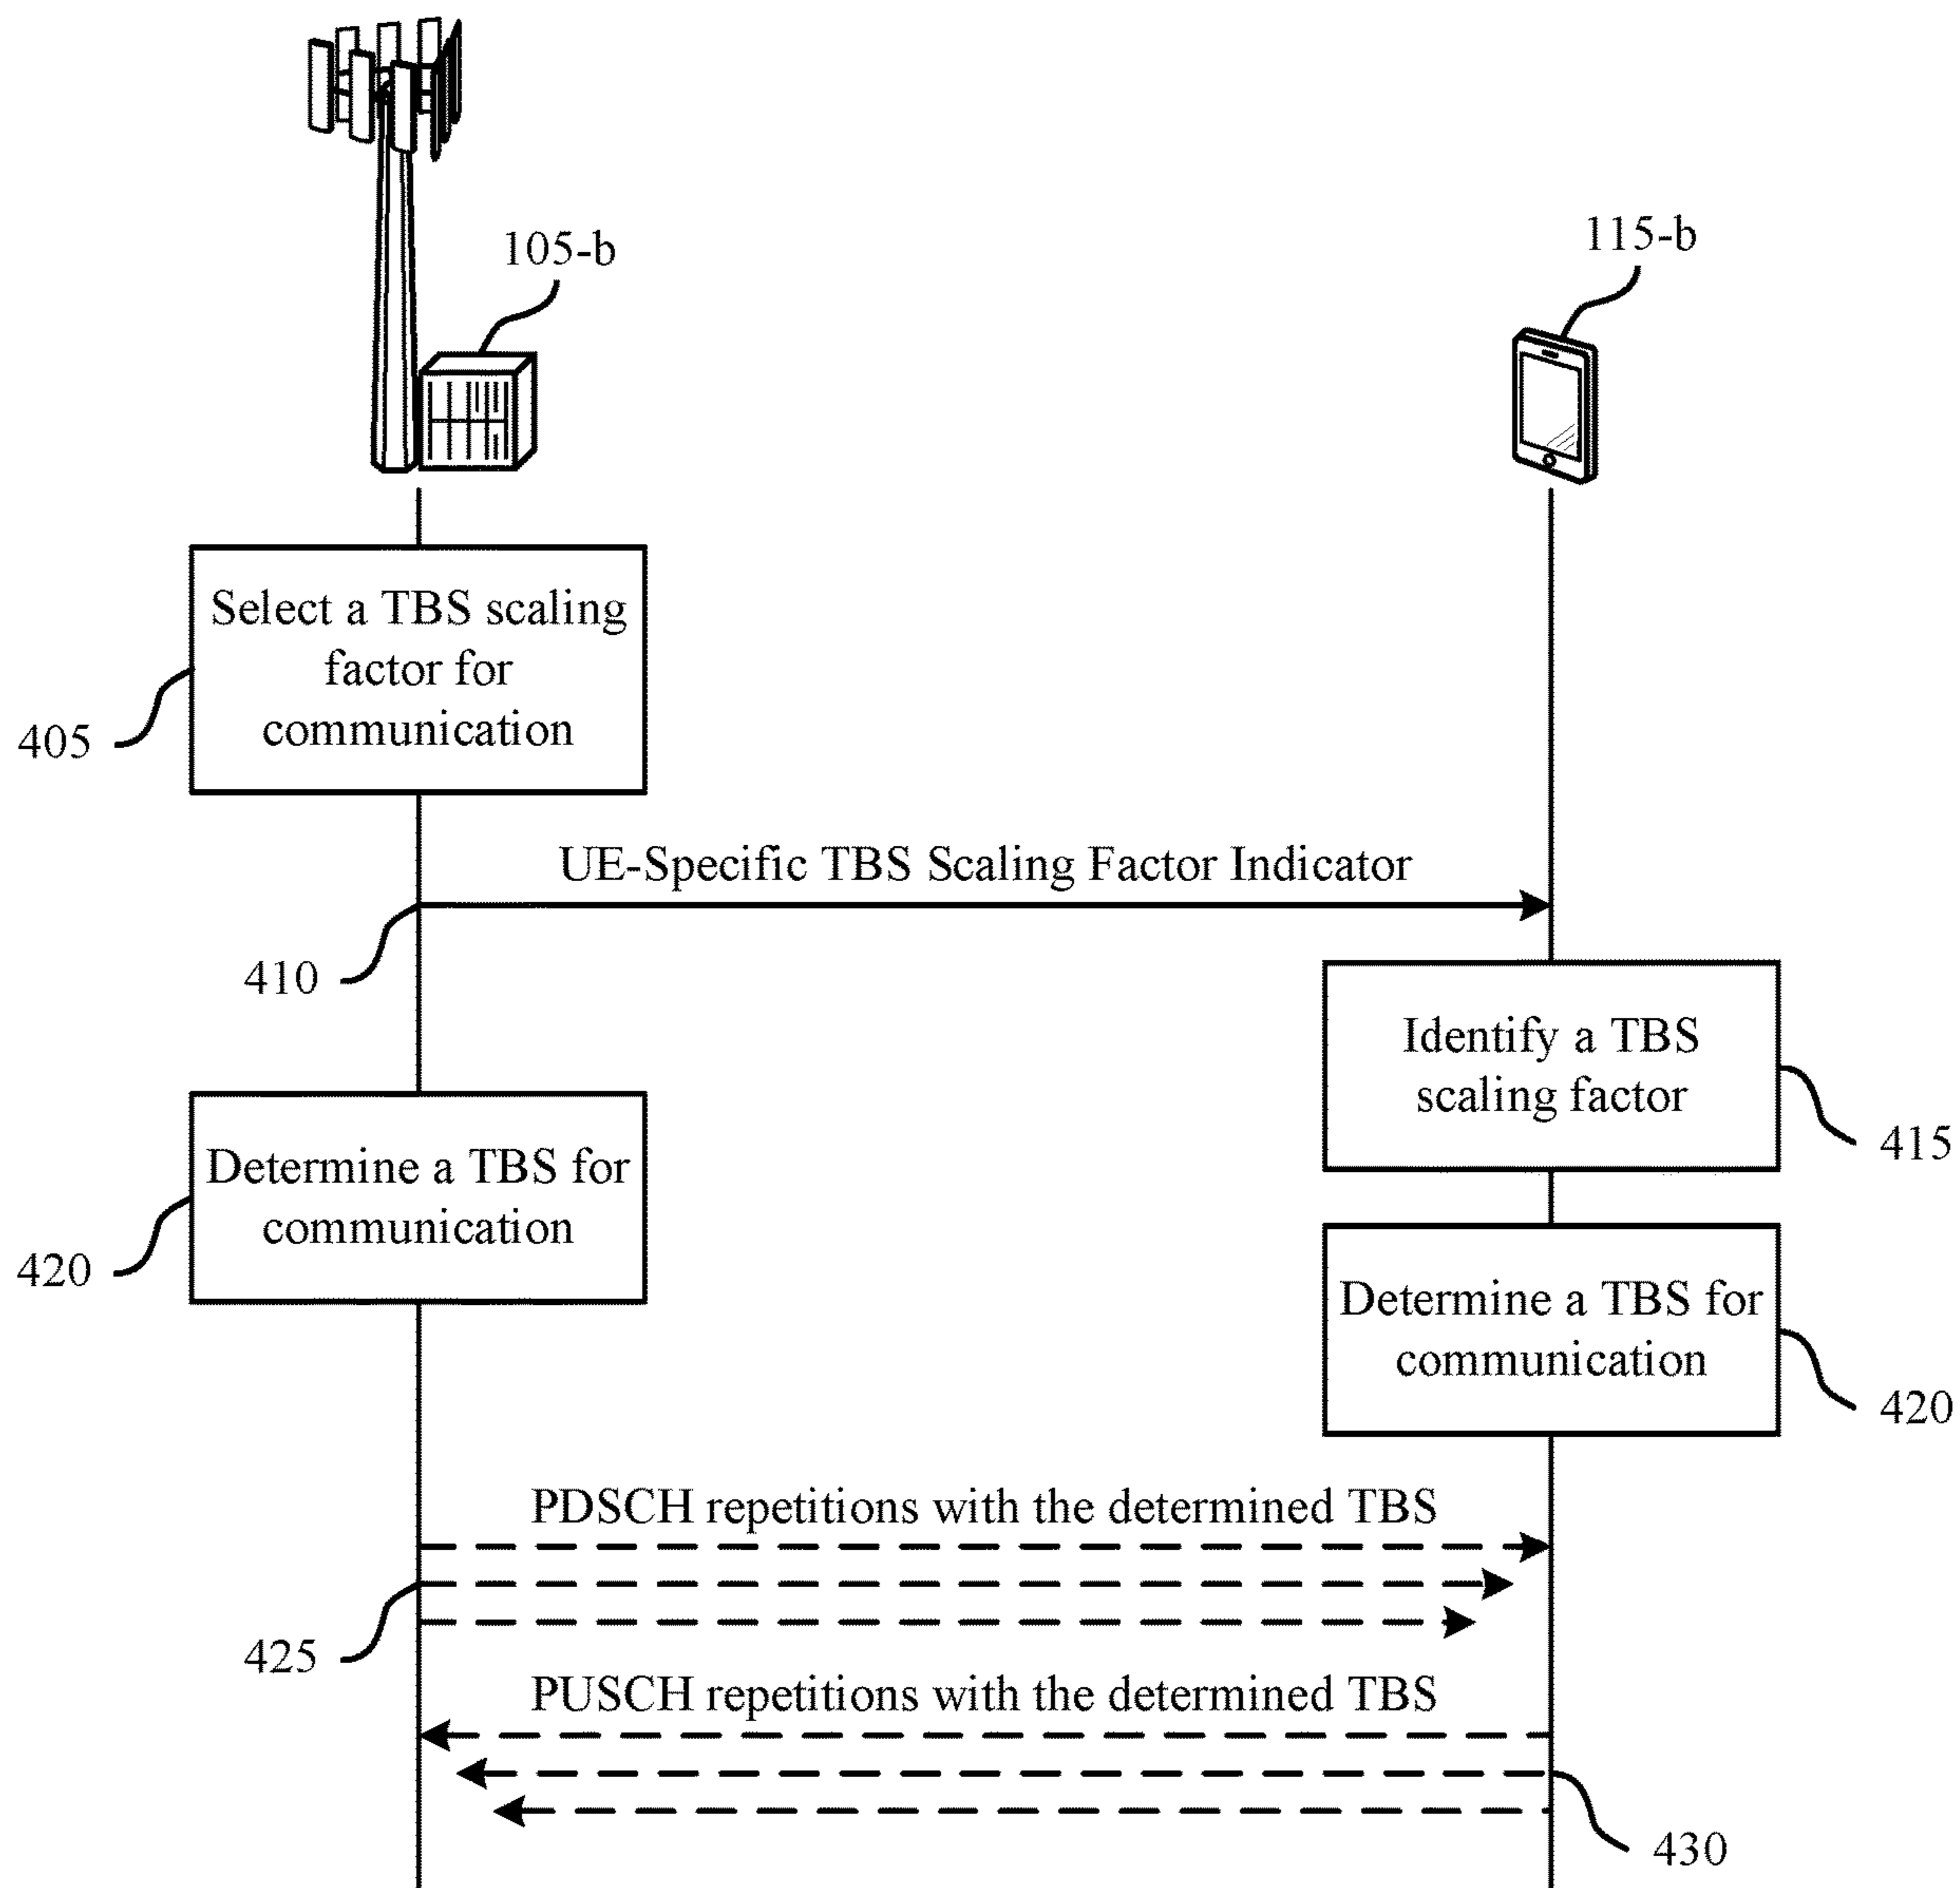 105-b
115-b
Select a TBS scaling
factor for
communication
405
UE-Specific TBS Scaling Factor Indicator
410
Identify a TBS
scaling factor
415
Determine a TBS for
communication
420
Determine a TBS for
communication
420
PDSCH repetitions with the determined TBS
425
PUSCH repetitions with the determined TBS
430